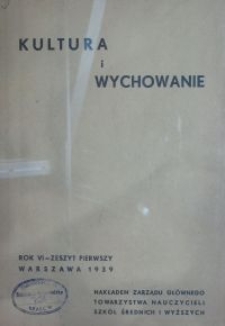 KULTURA
i
WYCHOWANIE
ROK VI—ZESZYT PIERWSZY
WARSZAWA 1939
NAKŁADEM ZARZĄDU GŁÓWNEGO
TOWARZYSTWA NAUCZYCIELI
SZKÓŁ ŚREDNICH I WYŻSZYCH